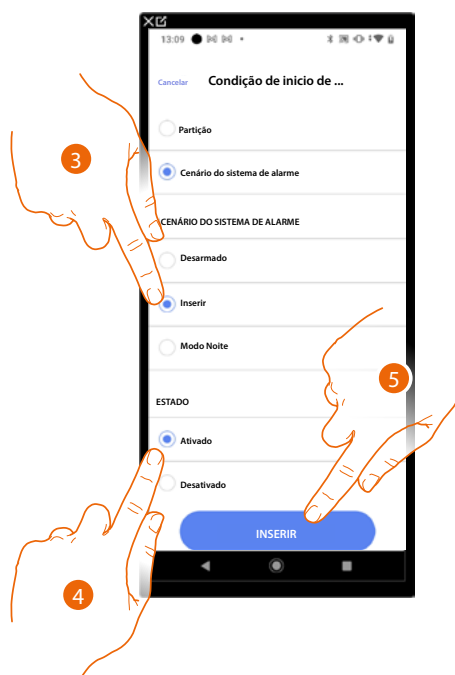 13:09
Cancelar Condição de inicio de ...
Partição
Cenário do sistema de alarme
CENÁRIO DO SISTEMA DE ALARME
Desarmado
Inserir
Modo Noite
ESTADO
Ativado
Desativado
INSERIR
3
5
4